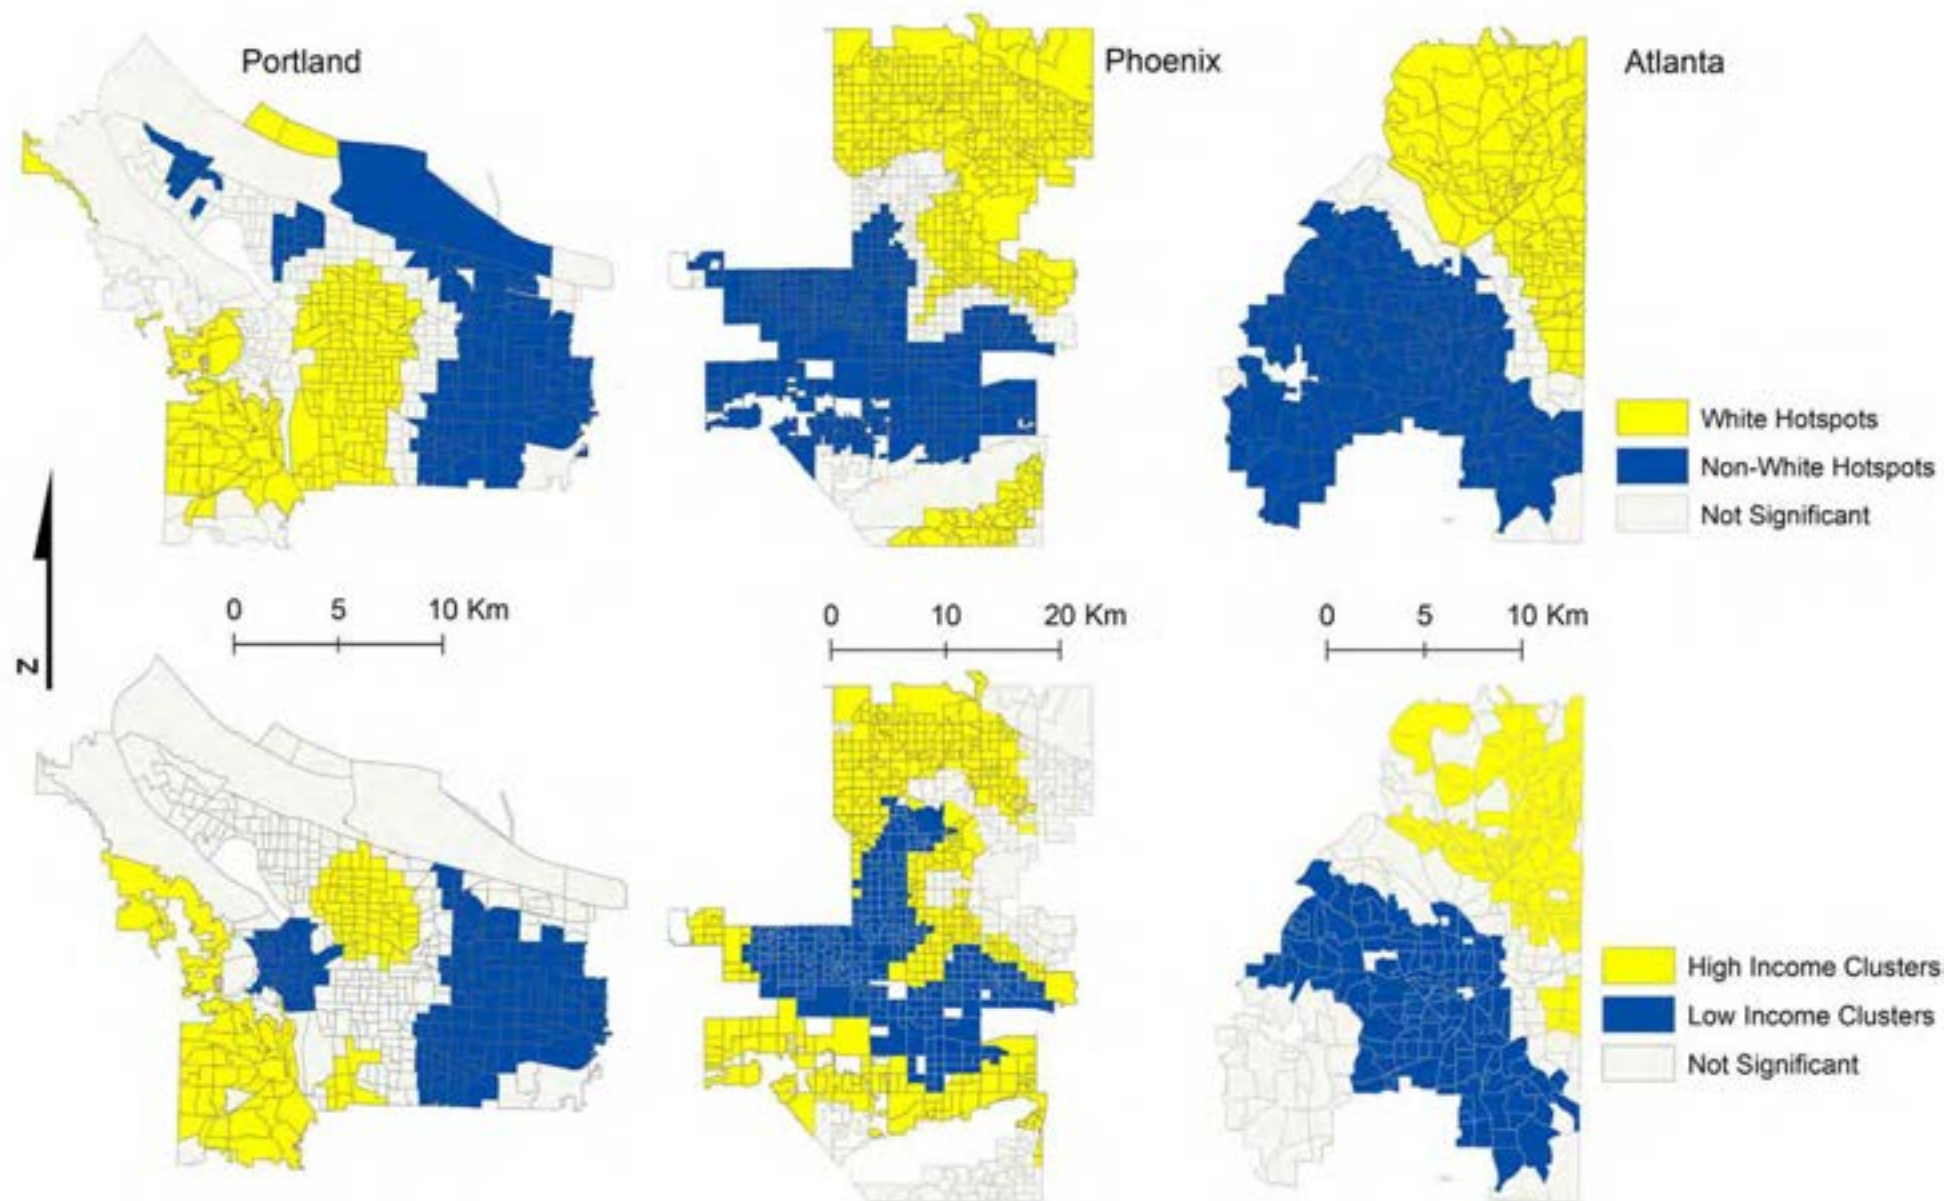 Portland
Phoenix
Atlanta
White Hotspots
Non-White Hotspots
Not Significant
0 5 10 Km
0 10 20 Km
0 5 10 Km
N
High Income Clusters
Low Income Clusters
Not Significant